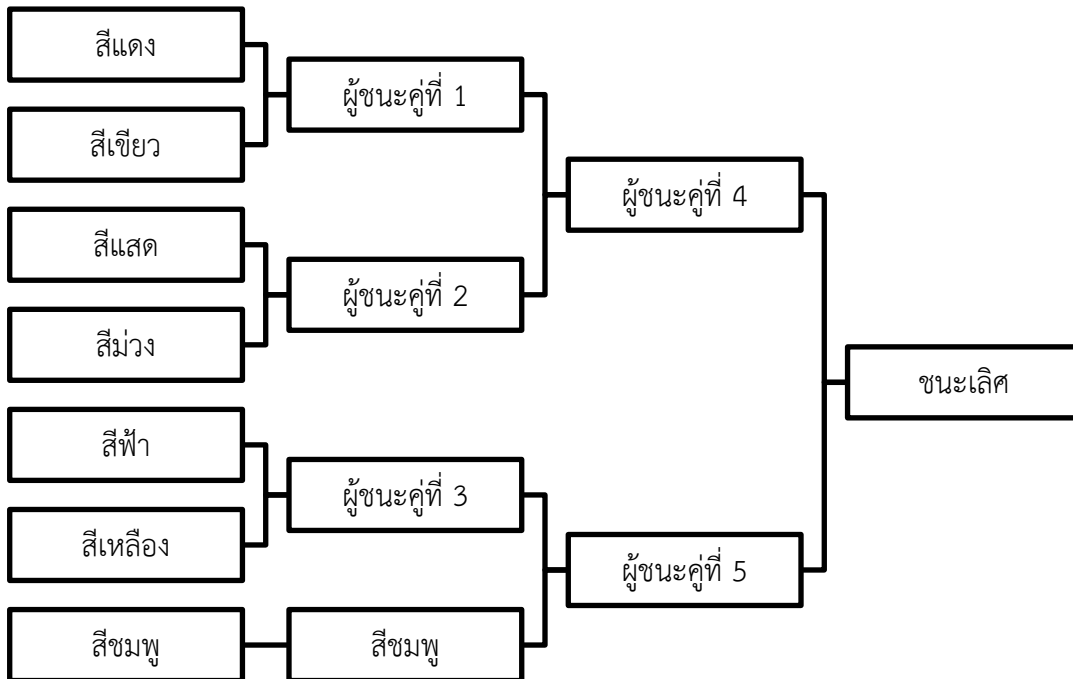 สีแดง
สีเขียว
สีแสด
สีม่วง
สีฟ้า
สีเหลือง
สีชมพู
ผู้ชนะคู่ที่ 1
ผู้ชนะคู่ที่ 2
ผู้ชนะคู่ที่ 3
สีชมพู
ผู้ชนะคู่ที่ 4
ผู้ชนะคู่ที่ 5
ชนะเลิศ